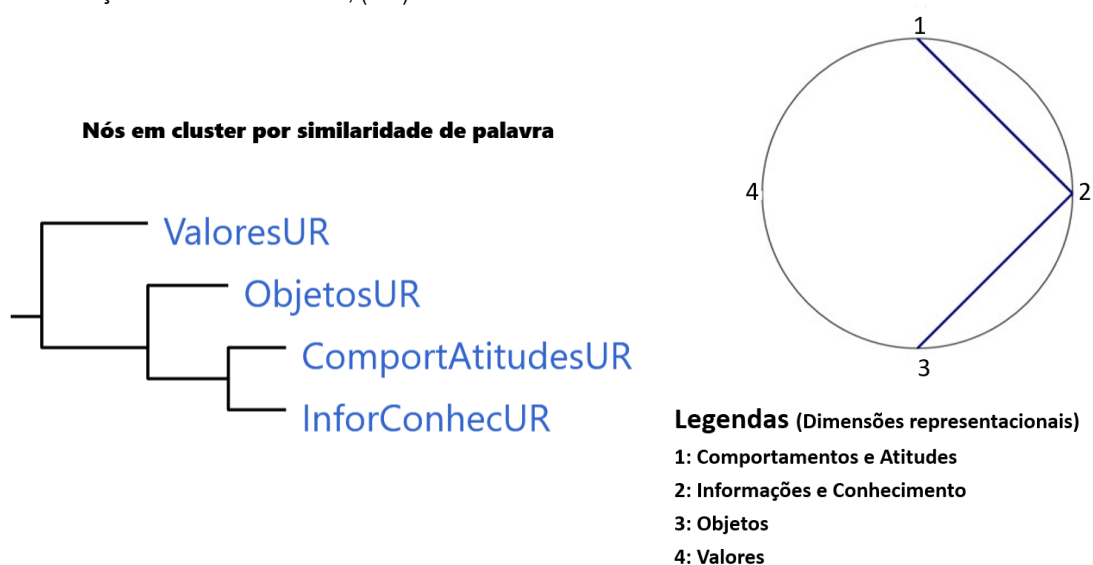 Nós em cluster por similaridade de palavra
ValoresUR
ObjetosUR
ComportAtitudesUR
InforConhecUR
1
2
3
4
Legendas (Dimensões representacionais)
1: Comportamentos e Atitudes
2: Informações e Conhecimento
3: Objetos
4: Valores